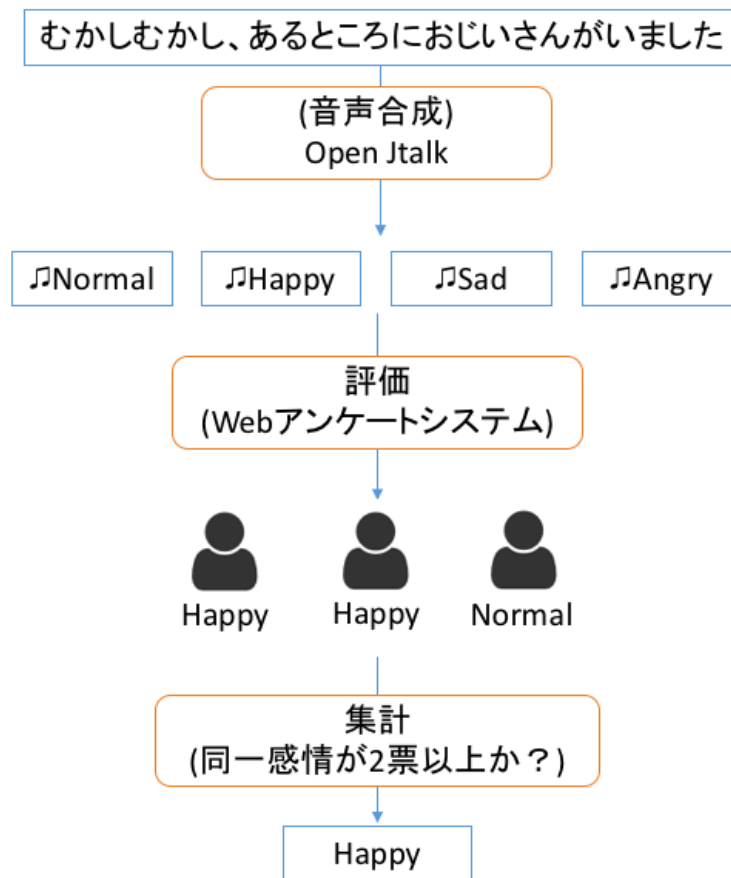 むかしむかし、あるところにおじいさんがいました
(音声合成)
Open Jtalk
♫Normal
♫Happy
♫Sad
♫Angry
評価
(Webアンケートシステム)
Happy
Happy
Normal
集計
(同一感情が2票以上か？)
Happy